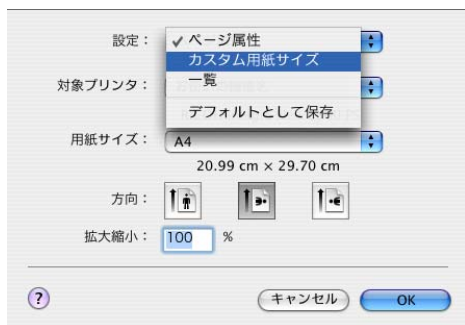 設定： ✓ ページ属性
カスタム用紙サイズ
一覧
対象プリンタ：
デフォルトとして保存
用紙サイズ： A4
20.99 cm × 29.70 cm
方向：
拡大縮小： 100 %
? キャンセル OK